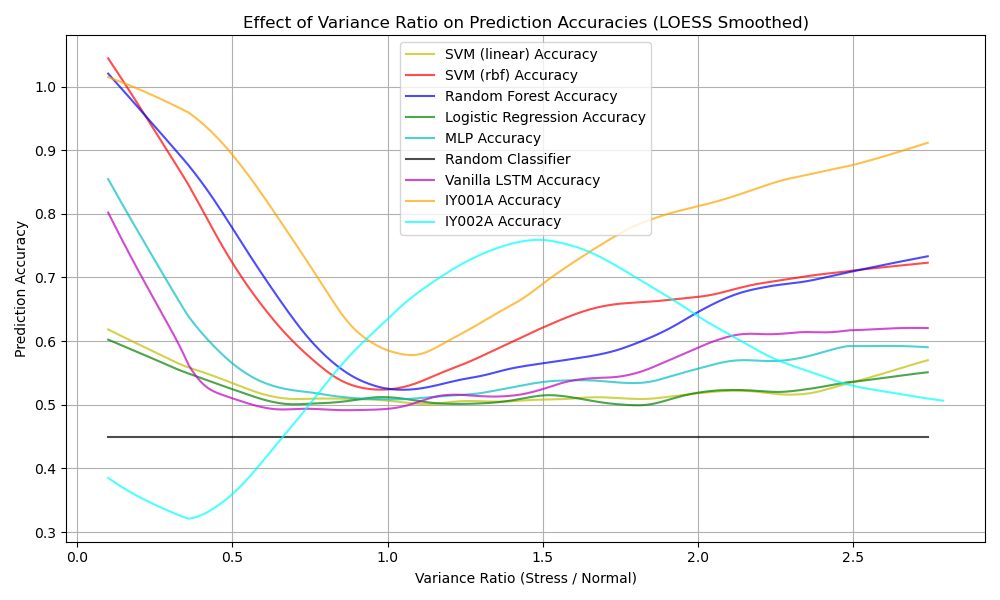 Effect of Variance Ratio on Prediction Accuracies (LOESS Smoothed)
SVM (linear) Accuracy
SVM (rbf) Accuracy
Random Forest Accuracy
Logistic Regression Accuracy
MLP Accuracy
Random Classifier
Vanilla LSTM Accuracy
IY001A Accuracy
IY002A Accuracy
Prediction Accuracy
1.0
0.9
0.8
0.7
0.6
0.5
0.4
0.3
0.0 0.5 1.0 1.5 2.0 2.5
Variance Ratio (Stress / Normal)